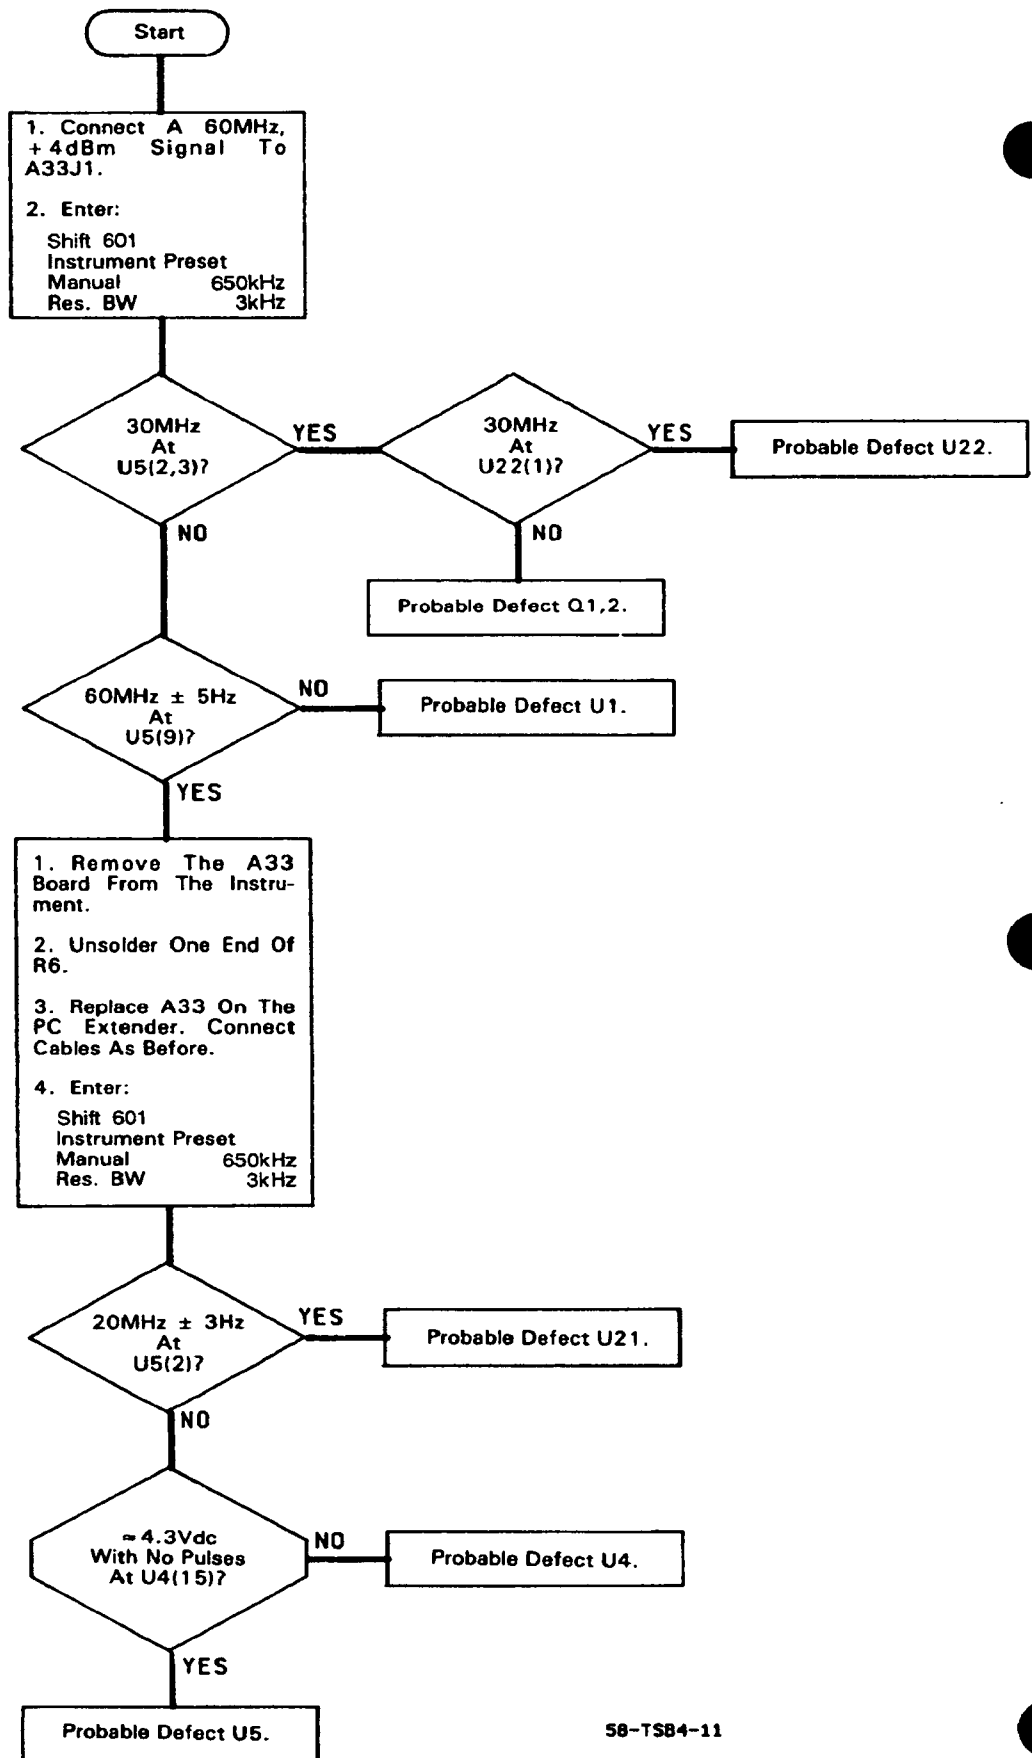 Start
1. Connect A 60MHz,
+4dBm Signal To
A33J1.
2. Enter:
Shift 601
Instrument Preset
Manual 650kHz
Res. BW 3kHz
30MHz
At
U5(2,3)?
YES
30MHz
At
U22(1)?
YES
Probable Defect U22.
NO
NO
Probable Defect Q1,2.
60MHz ± 5Hz
At
U5(9)?
NO
Probable Defect U1.
YES
1. Remove The A33
Board From The Instru-
ment.
2. Unsolder One End Of
R6.
3. Replace A33 On The
PC Extender. Connect
Cables As Before.
4. Enter:
Shift 601
Instrument Preset
Manual 650kHz
Res. BW 3kHz
20MHz ± 3Hz
At
U5(2)?
YES
Probable Defect U21.
NO
≈4.3Vdc
With No Pulses
At U4(15)?
NO
Probable Defect U4.
YES
Probable Defect U5.
58-TSB4-11